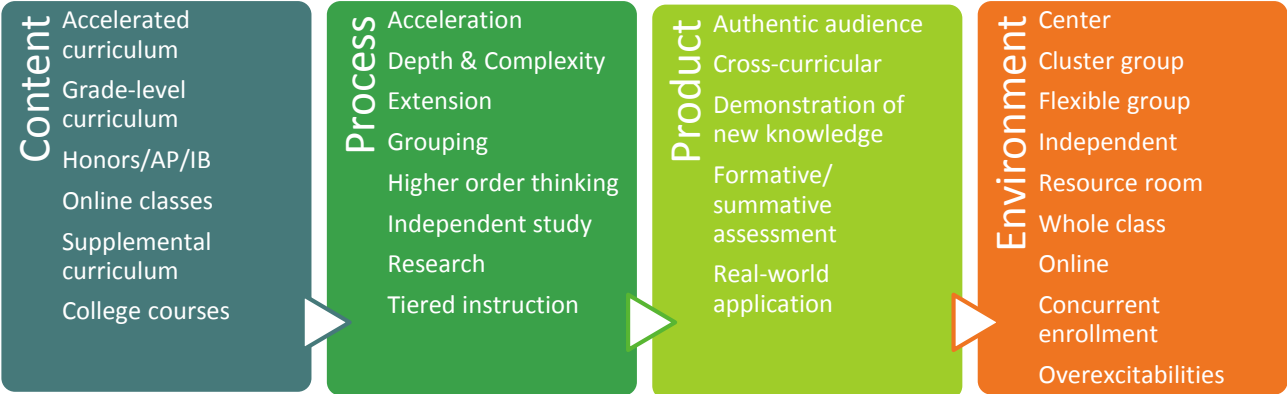 Content
Accelerated
curriculum
Grade-level
curriculum
Honors/AP/IB
Online classes
Supplemental
curriculum
College courses
Process
Acceleration
Depth & Complexity
Extension
Grouping
Higher order thinking
Independent study
Research
Tiered instruction
Product
Authentic audience
Cross-curricular
Demonstration of
new knowledge
Formative/
summative
assessment
Real-world
application
Environment
Center
Cluster group
Flexible group
Independent
Resource room
Whole class
Online
Concurrent
enrollment
Overexcitabilities